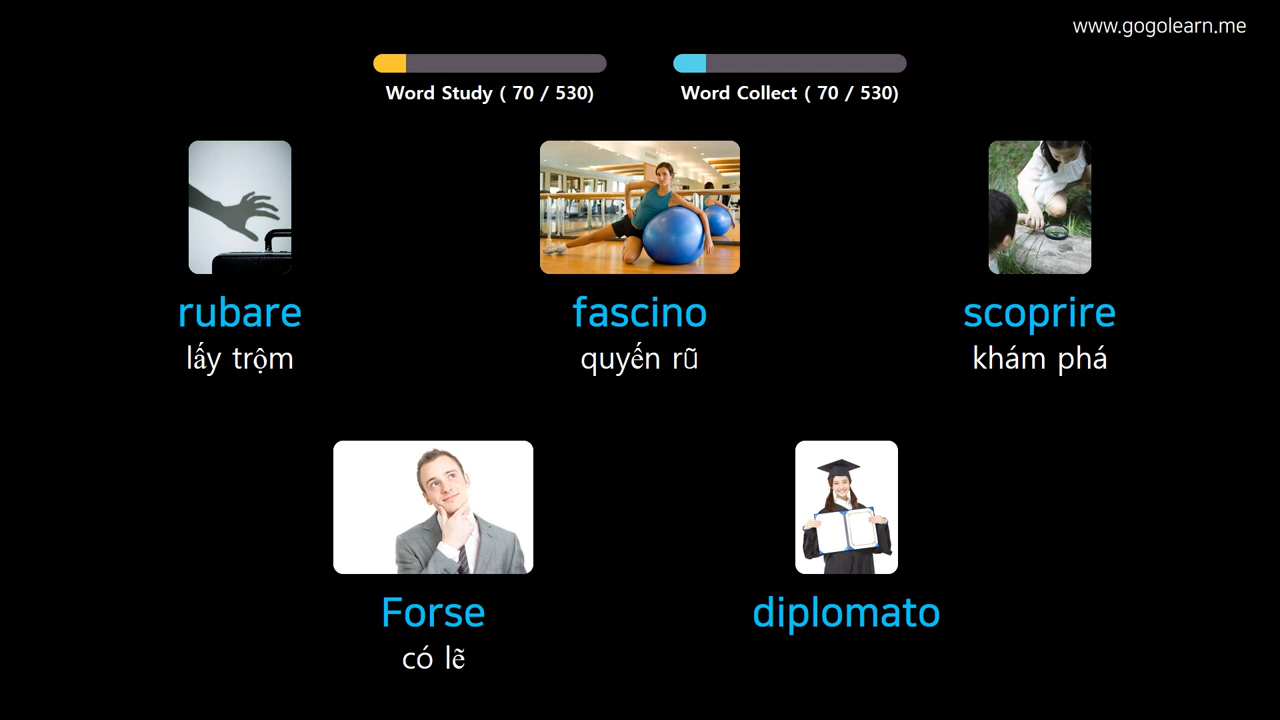 www.gogolearn.me
Word Study ( 70 / 530)
Word Collect ( 70 / 530)
rubare
lấy trộm
fascino
quyến rũ
scoprire
khám phá
Forse
có lẽ
diplomato